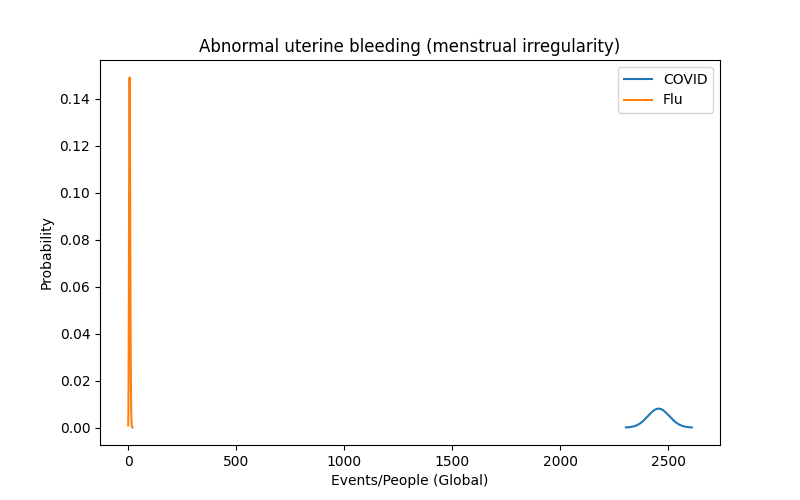 Abnormal uterine bleeding (menstrual irregularity)
COVID
Flu
0.14
0.12
0.10
0.08
0.06
0.04
0.02
0.00
Probability
0 500 1000 1500 2000 2500
Events/People (Global)